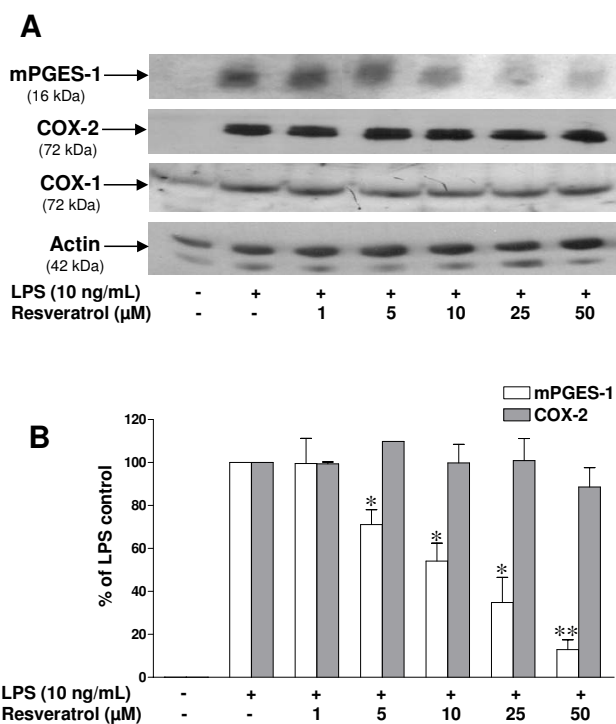 A
mPGES-1
(16 kDa)
COX-2
(72 kDa)
COX-1
(72 kDa)
Actin
(42 kDa)
LPS (10 ng/mL) - + + + + + +
Resveratrol (µM) - - 1 5 10 25 50
B
mPGES-1
COX-2
% of LPS control
120
100
80
60
40
20
0
* * * **
LPS (10 ng/mL) - + + + + + +
Resveratrol (µM) - - 1 5 10 25 50